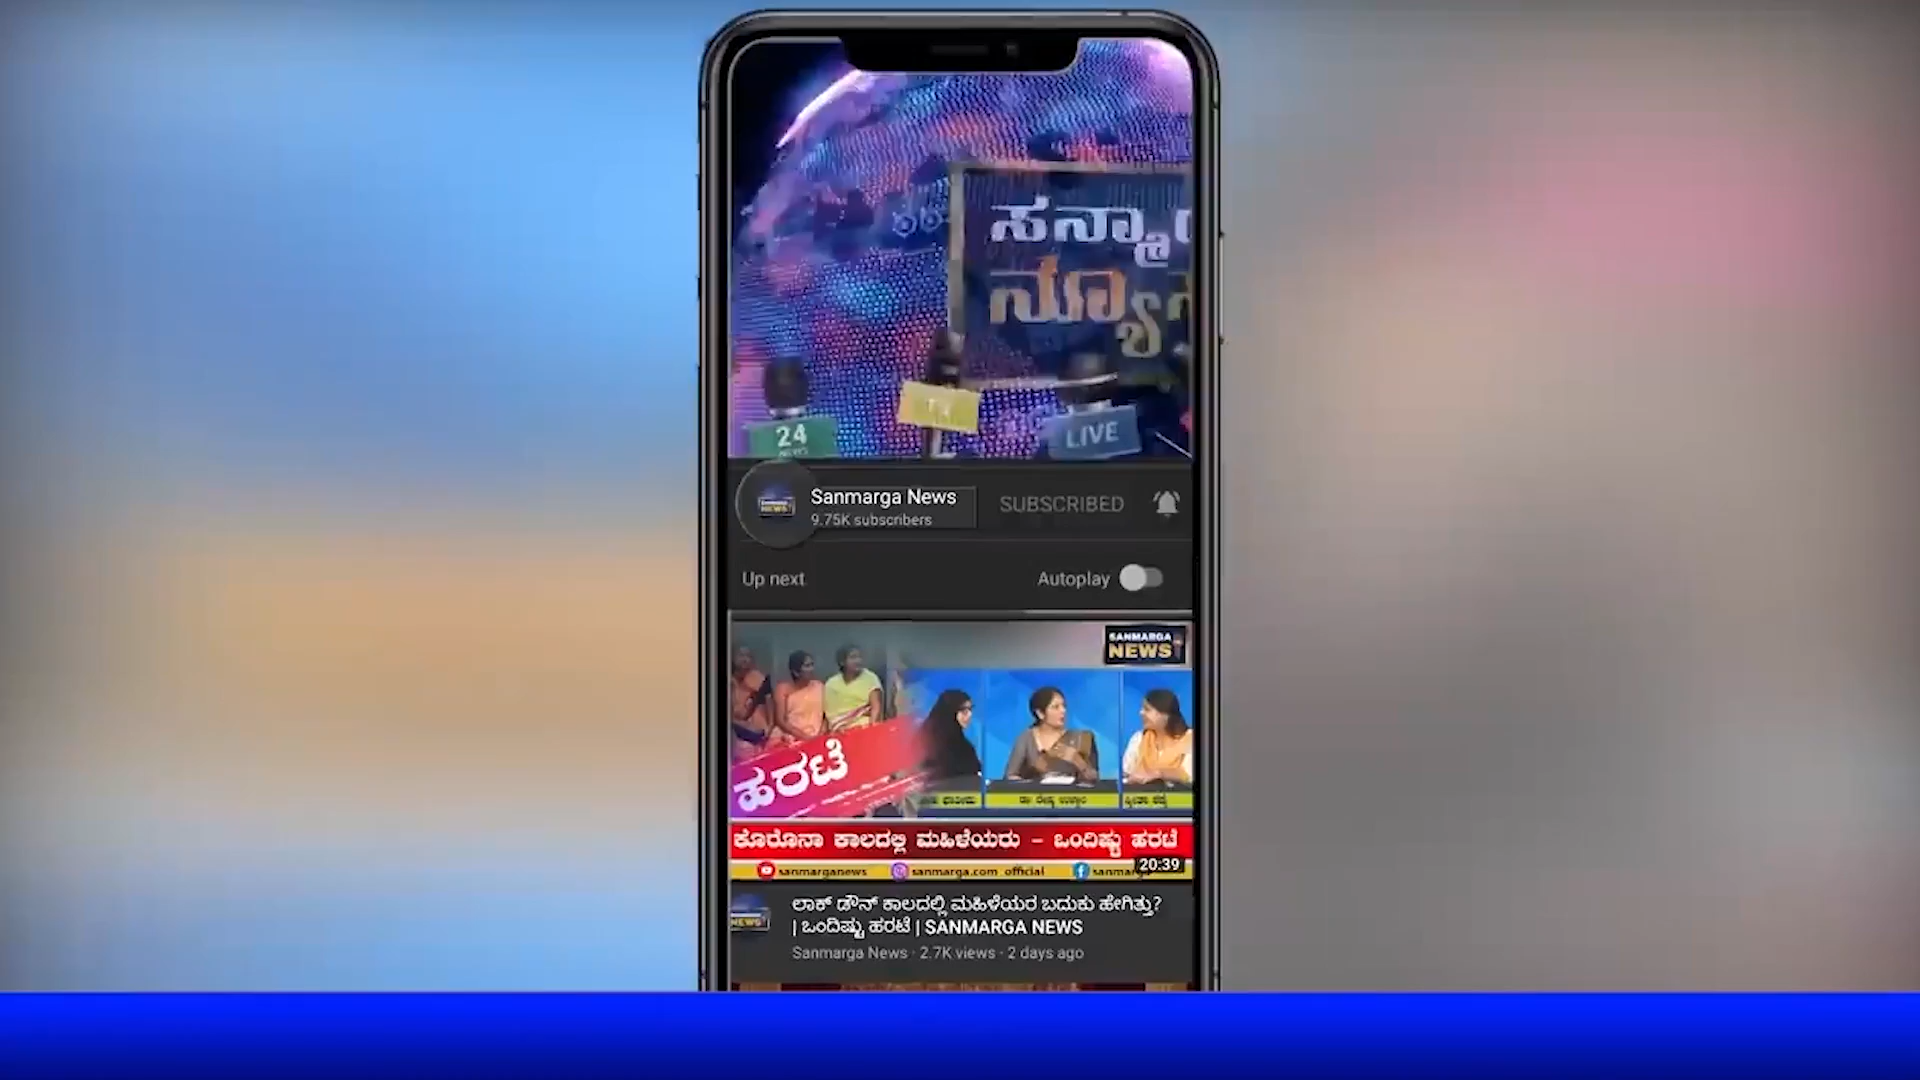 24
LIVE
Sanmarga News
9.75K subscribers
SUBSCRIBED
Up next
Autoplay
SANMARGA
NEWS
ಹರಟೆ
ಕೊರೊನಾ ಕಾಲದಲ್ಲಿ ಮಹಿಳೆಯರು - ಒಂದಿಷ್ಟು ಹರಟೆ
sanmarganews sanmarga.com_official
20:39
ಲಾಕ್ ಡೌನ್ ಕಾಲದಲ್ಲಿ ಮಹಿಳೆಯರ ಬದುಕು ಹೇಗಿತ್ತು?
| ಒಂದಿಷ್ಟು ಹರಟೆ | SANMARGA NEWS
Sanmarga News · 2.7K views · 2 days ago